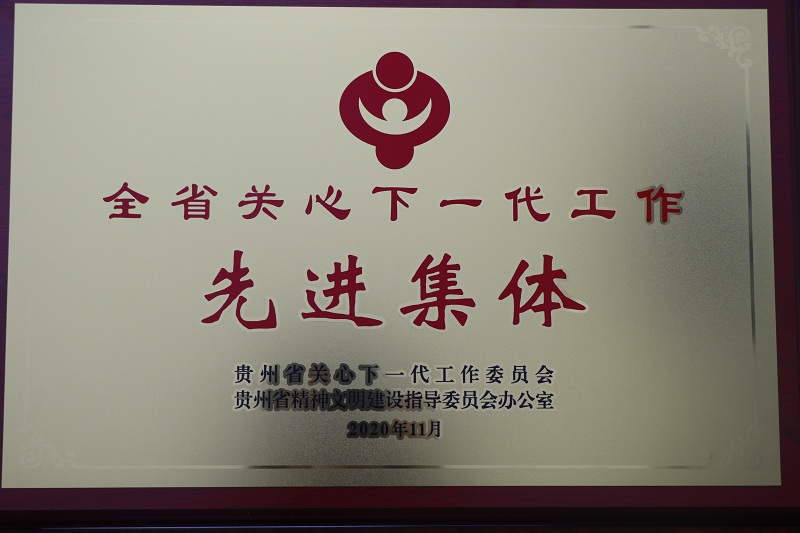 全省关心下一代工作
先进集体
贵州省关心下一代工作委员会
贵州省精神文明建设指导委员会办公室
2020年11月